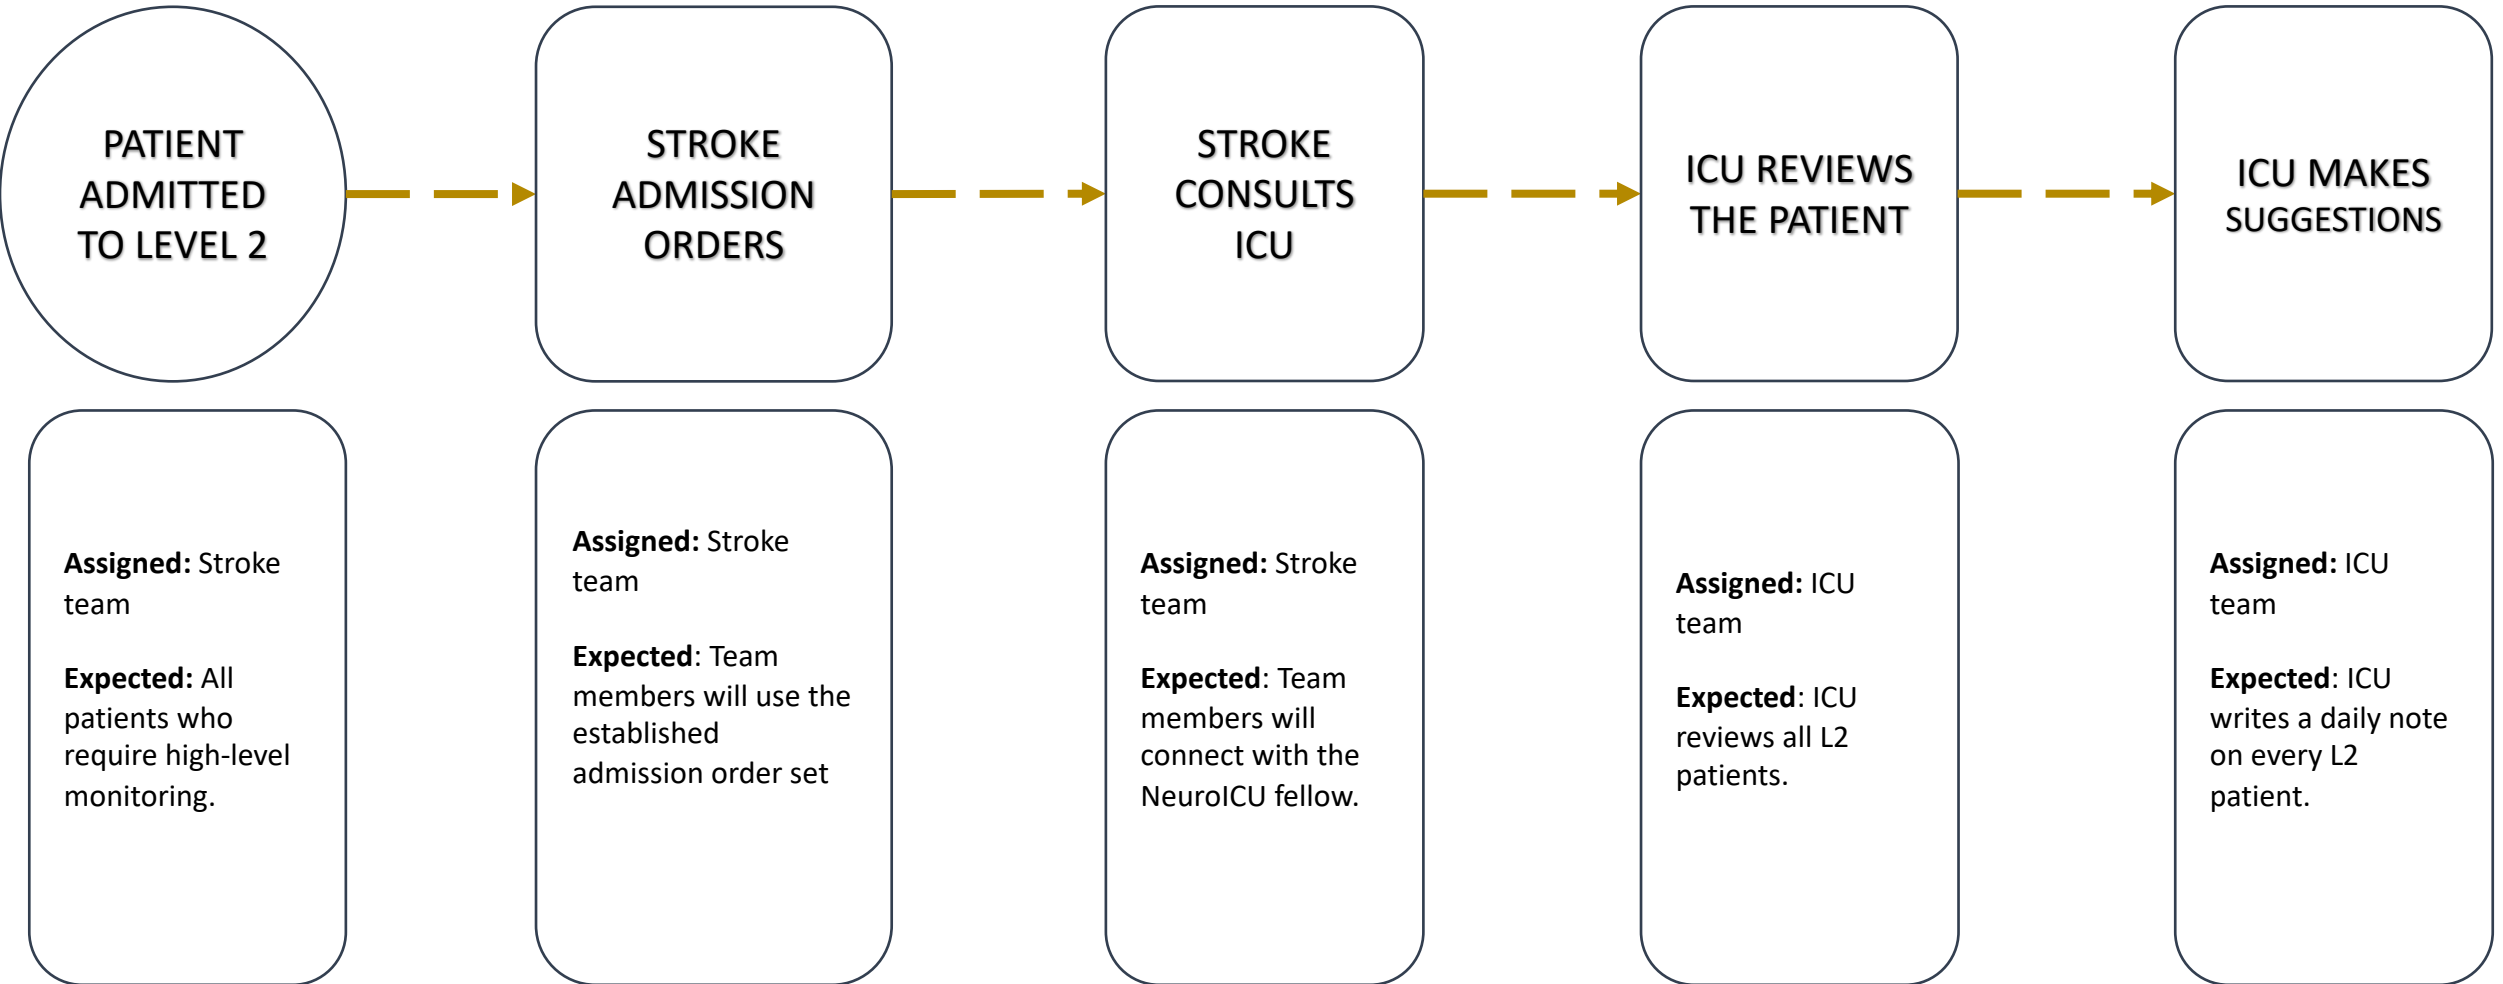 PATIENT
ADMITTED
TO LEVEL 2
STROKE
ADMISSION
ORDERS
STROKE
CONSULTS
ICU
ICU REVIEWS
THE PATIENT
ICU MAKES
SUGGESTIONS
Assigned: Stroke
team
Expected: All
patients who
require high-level
monitoring.
Assigned: Stroke
team
Expected: Team
members will use the
established
admission order set
Assigned: Stroke
team
Expected: Team
members will
connect with the
NeuroICU fellow.
Assigned: ICU
team
Expected: ICU
reviews all L2
patients.
Assigned: ICU
team
Expected: ICU
writes a daily note
on every L2
patient.